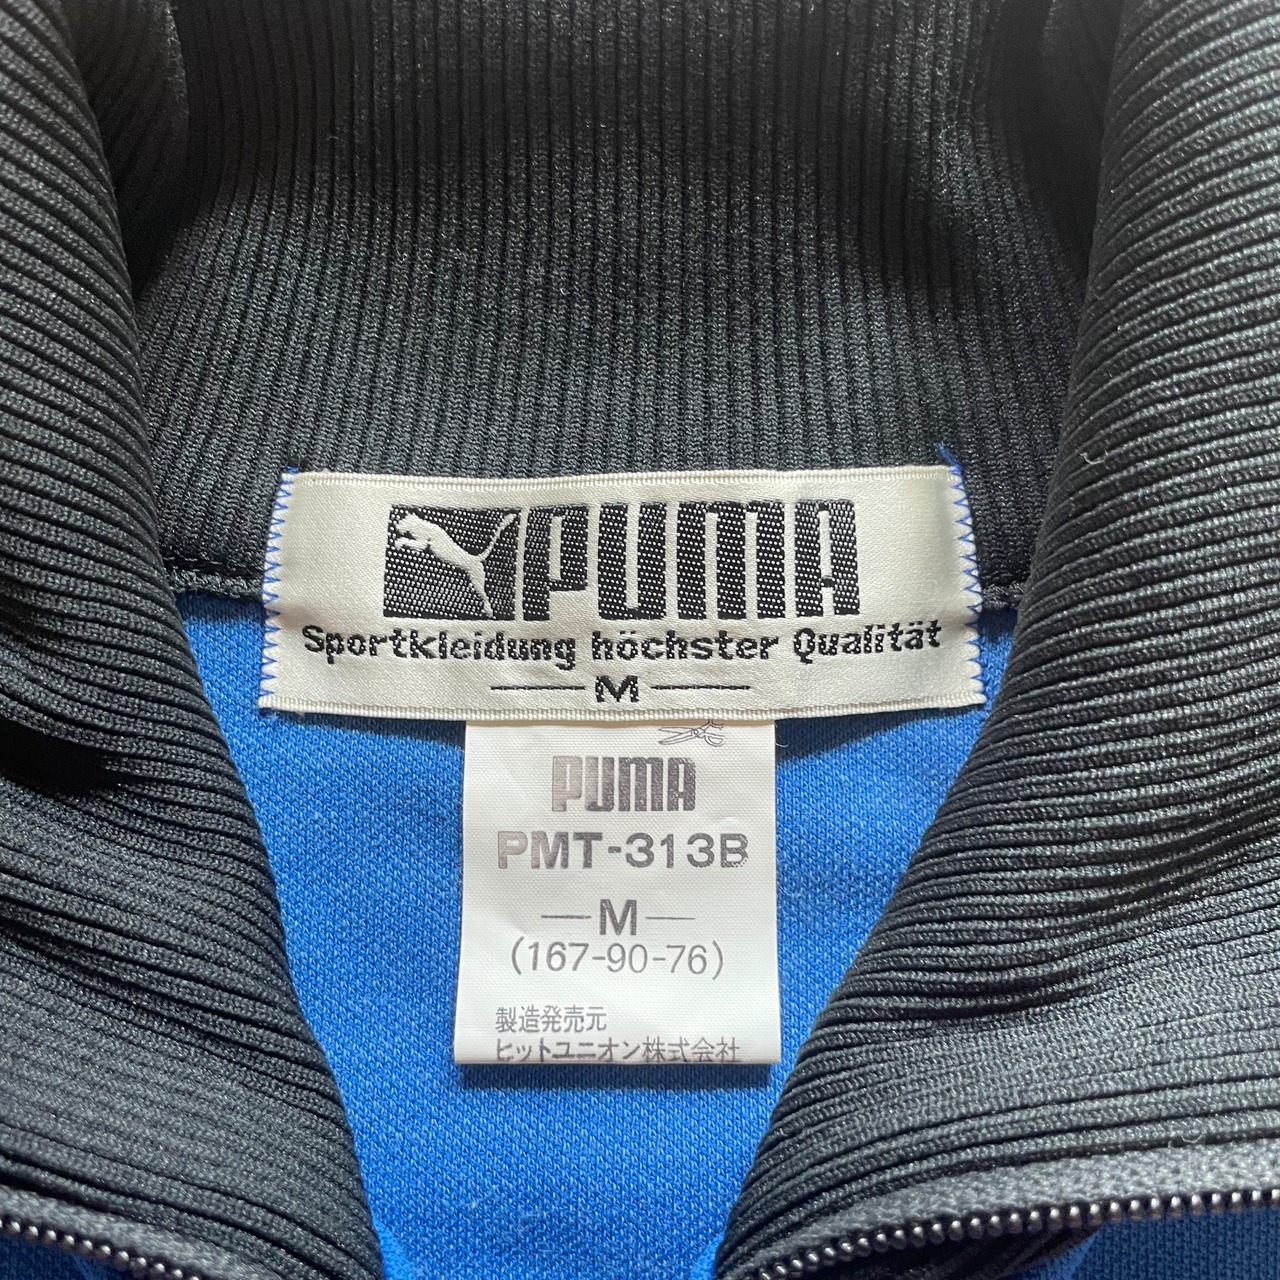 PUMA
Sportkleidung höchster Qualität
M
PUMA
PMT-313B
M
(167-90-76)
製造発売元
ヒットユニオン株式会社